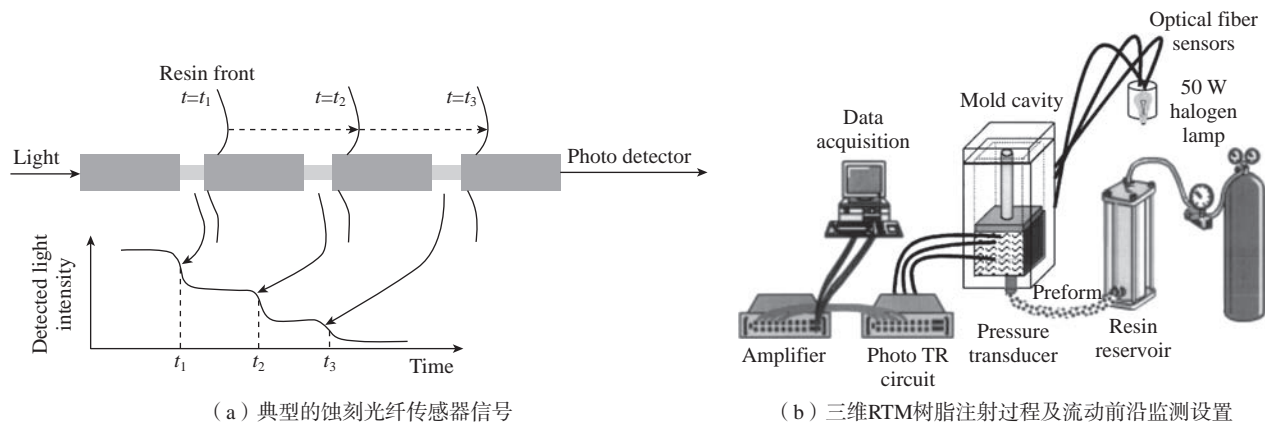 Resin front
t=t₁
t=t₂
t=t₃
Light
Photo detector
Detected light
intensity
t₁
t₂
t₃
Time
（a）典型的蚀刻光纤传感器信号
Optical fiber
sensors
50 W
halogen
lamp
Mold cavity
Data
acquisition
Preform
Amplifier
Photo TR
circuit
Pressure
transducer
Resin
reservoir
（b）三维RTM树脂注射过程及流动前沿监测设置